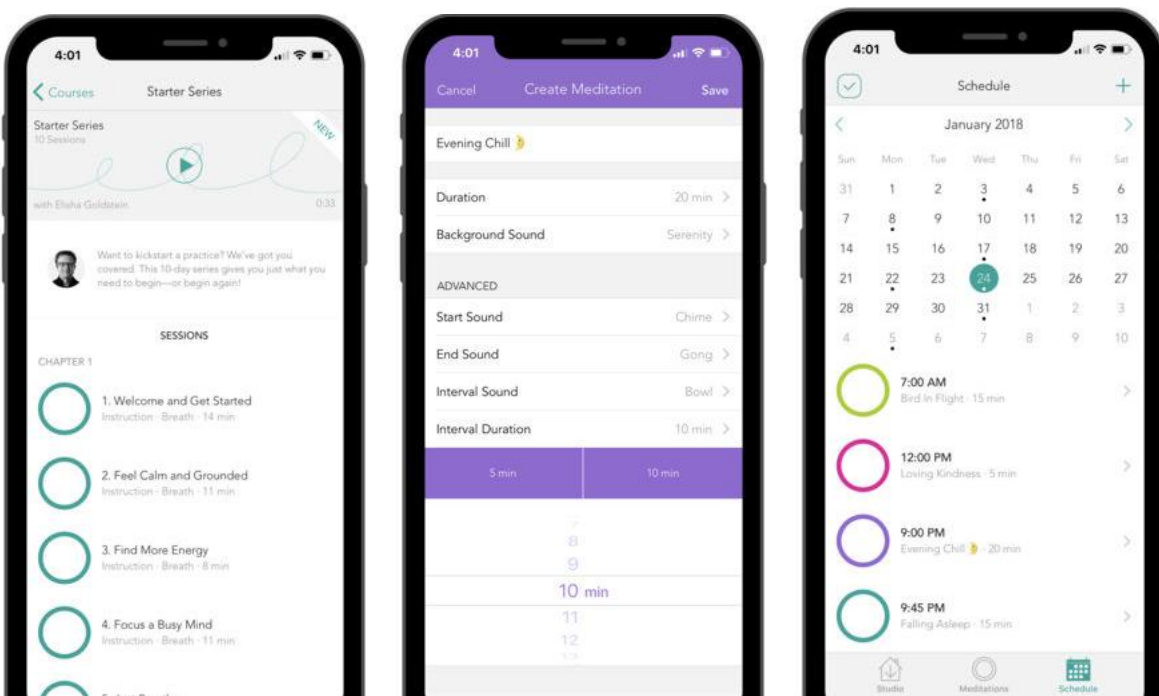 4:01
Courses
Starter Series
Starter Series
10 Sessions
NEW
with Elisha Goldstein
0:33
Want to kickstart a practice? We've got you
covered. This 10-day series gives you just what you
need to begin—or begin again!
SESSIONS
CHAPTER 1
1. Welcome and Get Started
Instruction · Breath · 14 min
2. Feel Calm and Grounded
Instruction · Breath · 11 min
3. Find More Energy
Instruction · Breath · 8 min
4. Focus a Busy Mind
Instruction · Breath · 11 min
4:01
Cancel Create Meditation Save
Evening Chill 🌛
Duration 20 min
Background Sound Serenity
ADVANCED
Start Sound Chime
End Sound Gong
Interval Sound Bowl
Interval Duration 10 min
5 min 10 min
7
8
9
10 min
11
12
13
4:01
Schedule +
January 2018
Sun Mon Tue Wed Thu Fri Sat
31 1 2 3 4 5 6
7 8 9 10 11 12 13
14 15 16 17 18 19 20
21 22 23 24 25 26 27
28 29 30 31 1 2 3
4 5 6 7 8 9 10
7:00 AM
Bird In Flight · 15 min
12:00 PM
Loving Kindness · 5 min
9:00 PM
Evening Chill 🌛 · 20 min
9:45 PM
Falling Asleep · 15 min
Studio Meditations Schedule